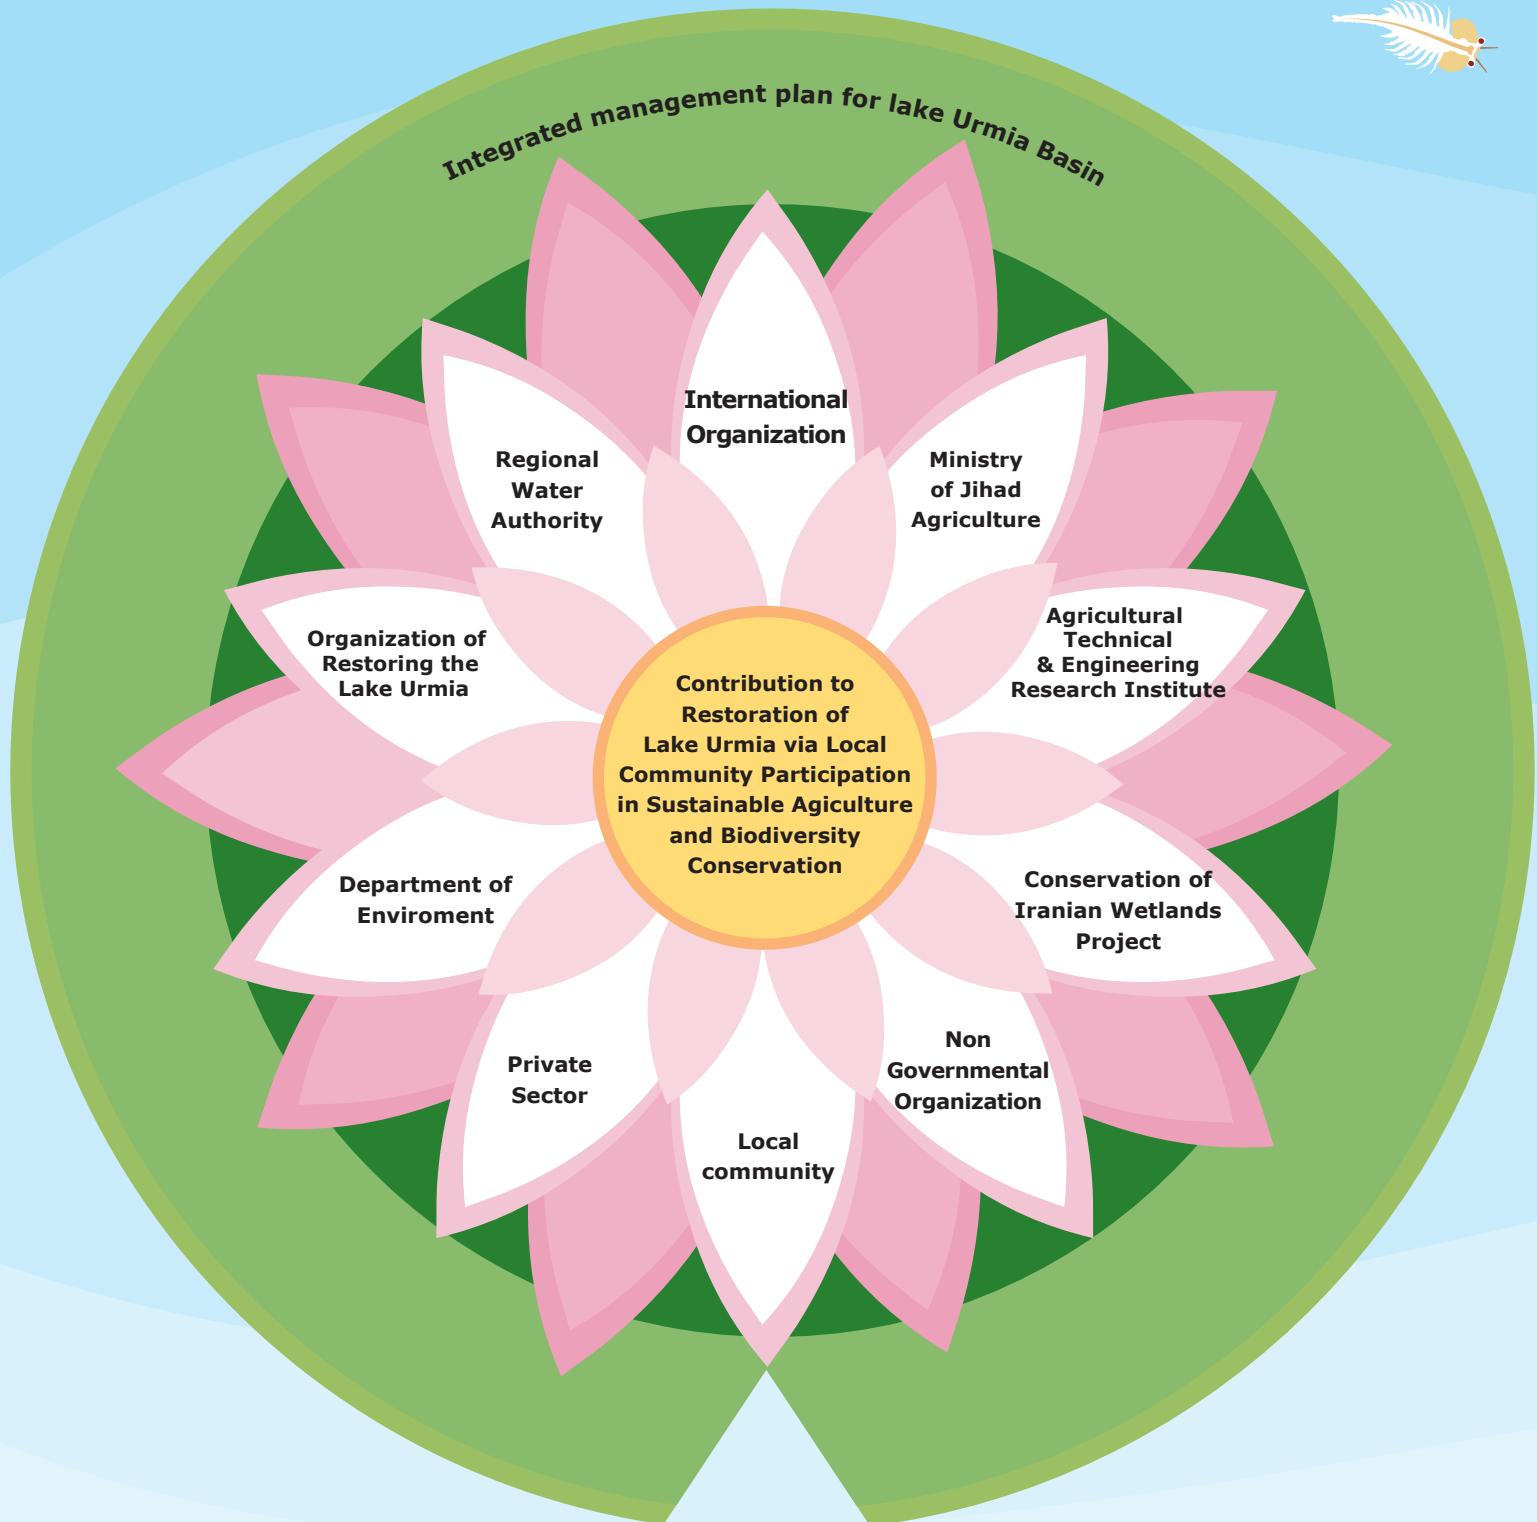 Integrated management plan for lake Urmia Basin
International
Organization
Regional
Water
Authority
Ministry
of Jihad
Agriculture
Organization of
Restoring the
Lake Urmia
Agricultural
Technical
& Engineering
Research Institute
Contribution to
Restoration of
Lake Urmia via Local
Community Participation
in Sustainable Agiculture
and Biodiversity
Conservation
Department of
Enviroment
Conservation of
Iranian Wetlands
Project
Private
Sector
Non
Governmental
Organization
Local
community